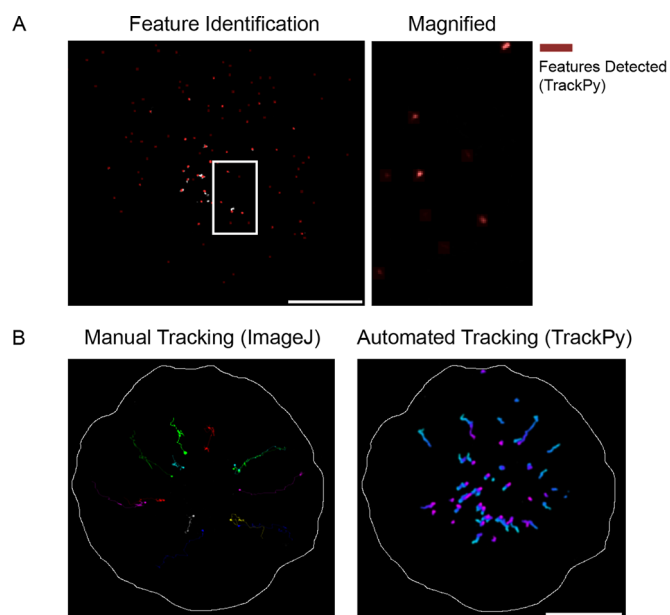 A
Feature Identification
Magnified
Features Detected
(TrackPy)
B
Manual Tracking (ImageJ)
Automated Tracking (TrackPy)